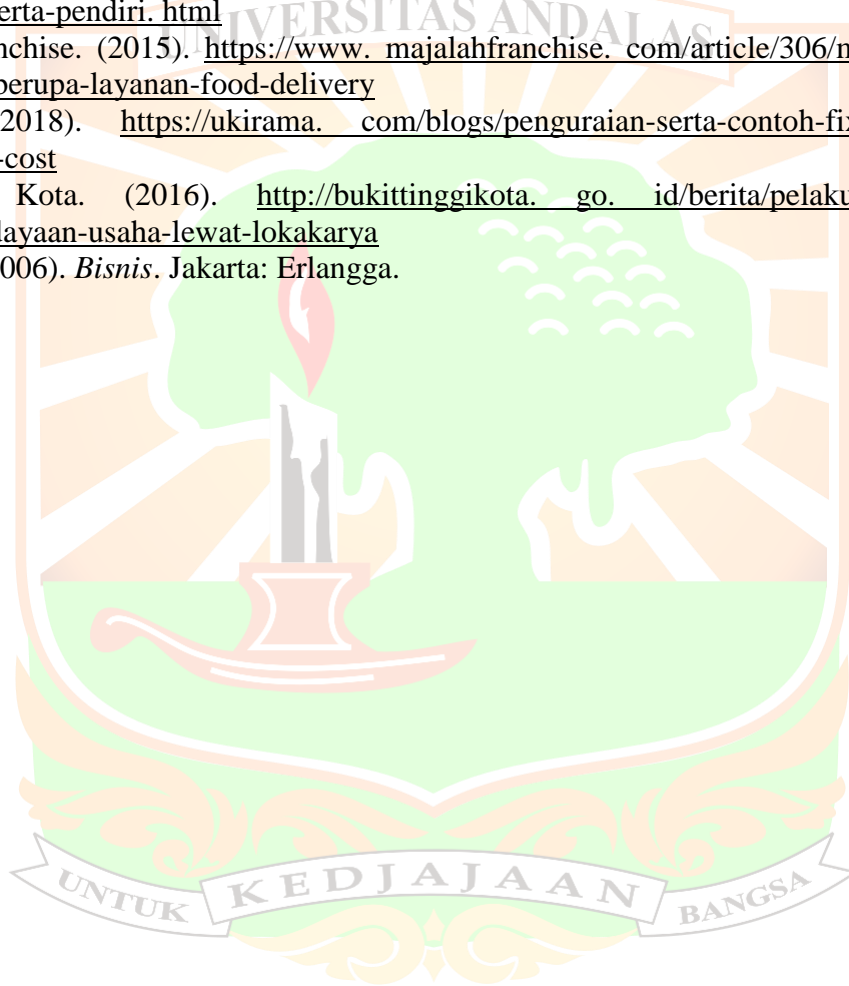 erta-pendiri. html
UNIVERSITAS ANDALAS
nchise. (2015). https://www. majalahfranchise. com/article/306/n
berupa-layanan-food-delivery
2018). https://ukirama. com/blogs/penguraian-serta-contoh-fix
-cost
Kota. (2016). http://bukittinggikota. go. id/berita/pelaku
dayaan-usaha-lewat-lokakarya
006). Bisnis. Jakarta: Erlangga.
UNTUK KEDJAJAAN BANGSA